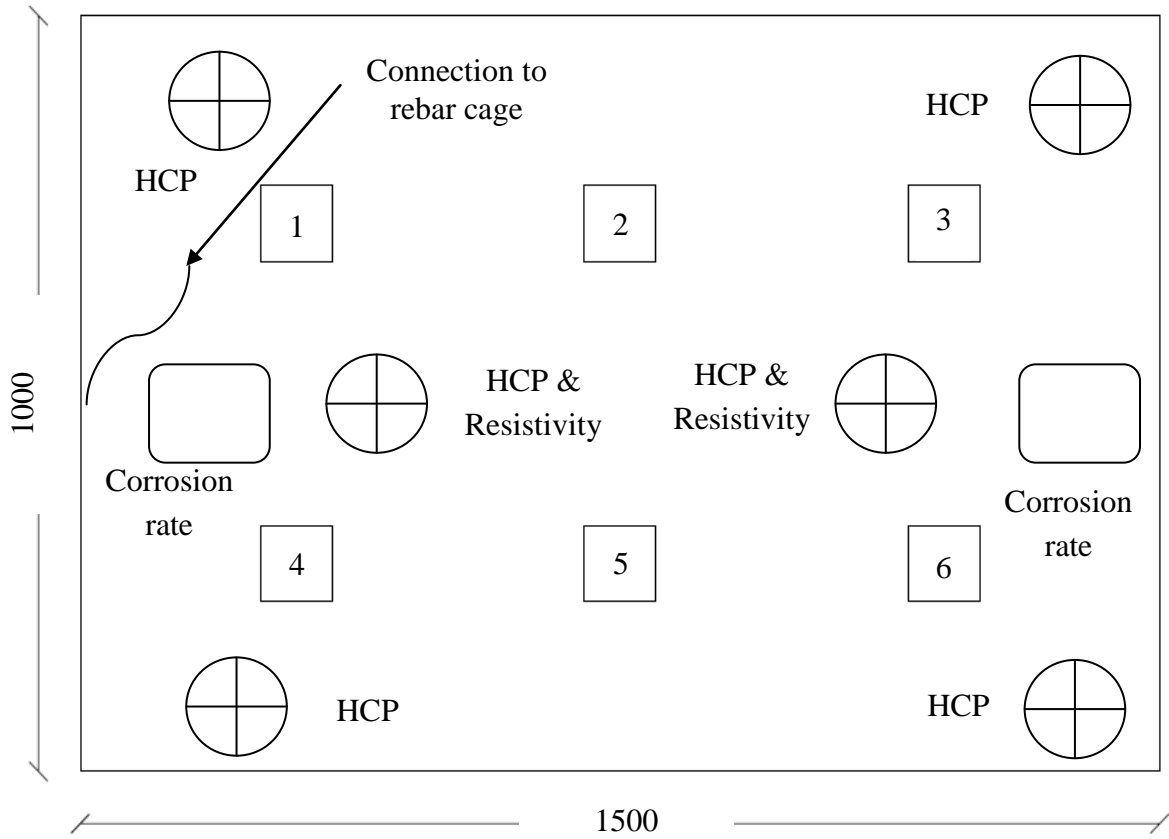 Connection to
rebar cage
HCP
HCP
1
2
3
HCP &
Resistivity
HCP &
Resistivity
1000
Corrosion
rate
Corrosion
rate
4
5
6
HCP
HCP
1500